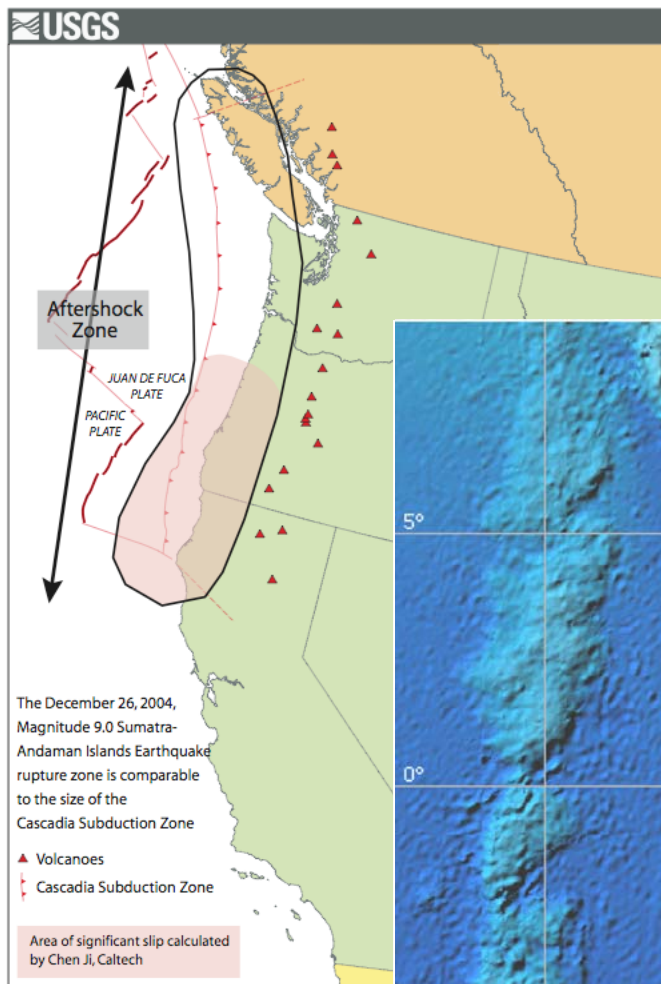 USGS
Aftershock
Zone
JUAN DE FUCA
PLATE
PACIFIC
PLATE
5°
0°
The December 26, 2004,
Magnitude 9.0 Sumatra-
Andaman Islands Earthquake
rupture zone is comparable
to the size of the
Cascadia Subduction Zone
Volcanoes
Cascadia Subduction Zone
Area of significant slip calculated
by Chen Ji, Caltech